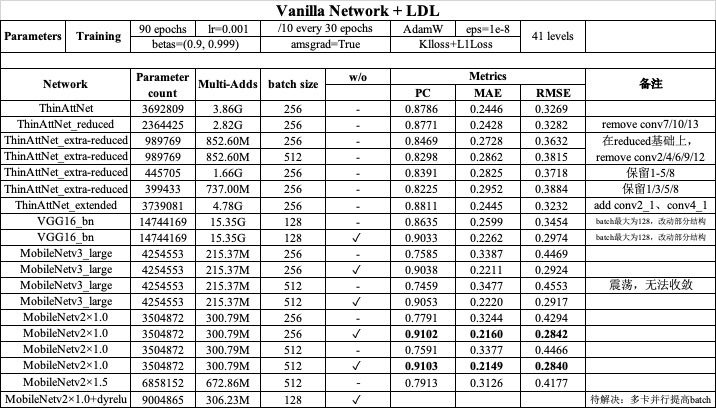 Vanilla Network + LDL
Parameters Training 90 epochs lr=0.001 /10 every 30 epochs AdamW eps=1e-8 41 levels
betas=(0.9, 0.999) amsgrad=True Klloss+L1Loss
Network Parameter count Multi-Adds batch size w/o Metrics 备注
PC MAE RMSE
ThinAttNet 3692809 3.86G 256 - 0.8786 0.2446 0.3269
ThinAttNet_reduced 2364425 2.82G 256 - 0.8771 0.2428 0.3282 remove conv7/10/13
ThinAttNet_extra-reduced 989769 852.60M 256 - 0.8469 0.2728 0.3632 在reduced基础上，
ThinAttNet_extra-reduced 989769 852.60M 512 - 0.8298 0.2862 0.3815 remove conv2/4/6/9/12
ThinAttNet_extra-reduced 445705 1.66G 256 - 0.8391 0.2825 0.3718 保留1-5/8
ThinAttNet_extra-reduced 399433 737.00M 256 - 0.8225 0.2952 0.3884 保留1/3/5/8
ThinAttNet_extended 3739081 4.78G 256 - 0.8811 0.2445 0.3232 add conv2_1、conv4_1
VGG16_bn 14744169 15.35G 128 - 0.8635 0.2599 0.3454 batch最大为128，改动部分结构
VGG16_bn 14744169 15.35G 128 ✓ 0.9033 0.2262 0.2974 batch最大为128，改动部分结构
MobileNetv3_large 4254553 215.37M 256 - 0.7585 0.3387 0.4469
MobileNetv3_large 4254553 215.37M 256 ✓ 0.9038 0.2211 0.2924
MobileNetv3_large 4254553 215.37M 512 - 0.7459 0.3477 0.4553 震荡，无法收敛
MobileNetv3_large 4254553 215.37M 512 ✓ 0.9053 0.2220 0.2917
MobileNetv2×1.0 3504872 300.79M 256 - 0.7791 0.3244 0.4294
MobileNetv2×1.0 3504872 300.79M 256 ✓ 0.9102 0.2160 0.2842
MobileNetv2×1.0 3504872 300.79M 512 - 0.7591 0.3377 0.4466
MobileNetv2×1.0 3504872 300.79M 512 ✓ 0.9103 0.2149 0.2840
MobileNetv2×1.5 6858152 672.86M 512 - 0.7913 0.3126 0.4177
MobileNetv2×1.0+dyrelu 9004865 306.23M 128 ✓ 待解决：多卡并行提高batch